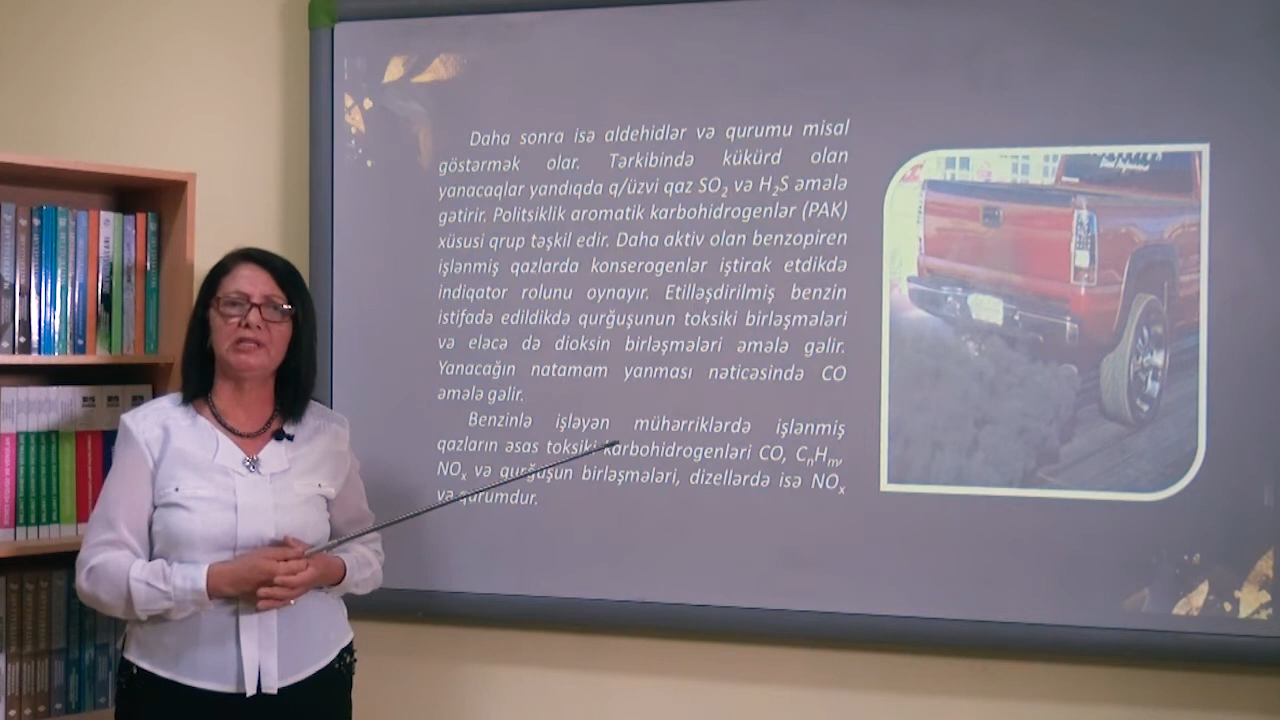 Daha sonra isə aldehidlər və qurumu misal
göstərmək olar. Tərkibində kükürd olan
yanacaqlar yandıqda q/üzvi qaz SO₂ və H₂S əmələ
gətirir. Politsiklik aromatik karbohidrogenlər (PAK)
xüsusi qrup təşkil edir. Daha aktiv olan benzopiren
işlənmiş qazlarda konserogenlər iştirak etdikdə
indiqator rolunu oynayır. Etilləşdirilmiş benzin
istifadə edildikdə qurğuşunun toksiki birləşmələri
və eləcə də dioksin birləşmələri əmələ gəlir.
Yanacağın natamam yanması nəticəsində CO
əmələ gəlir.
Benzinlə işləyən mühərriklərdə işlənmiş
qazların əsas toksiki karbohidrogenləri CO, CₙHₘ,
NOₓ və qurğuşun birləşmələri, dizellərdə isə NOₓ
və qurumdur.